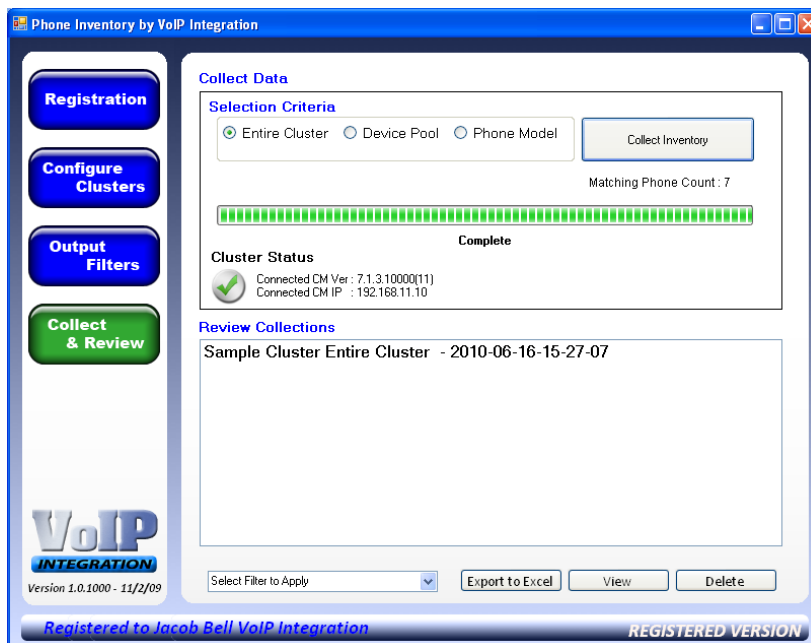 Phone Inventory by VoIP Integration
Registration
Configure
Clusters
Output
Filters
Collect
& Review
VoIP
INTEGRATION
Version 1.0.1000 - 11/2/09
Collect Data
Selection Criteria
Entire Cluster Device Pool Phone Model
Collect Inventory
Matching Phone Count : 7
Complete
Cluster Status
Connected CM Ver : 7.1.3.10000(11)
Connected CM IP : 192.168.11.10
Review Collections
Sample Cluster Entire Cluster - 2010-06-16-15-27-07
Select Filter to Apply
Export to Excel
View
Delete
Registered to Jacob Bell VoIP Integration
REGISTERED VERSION